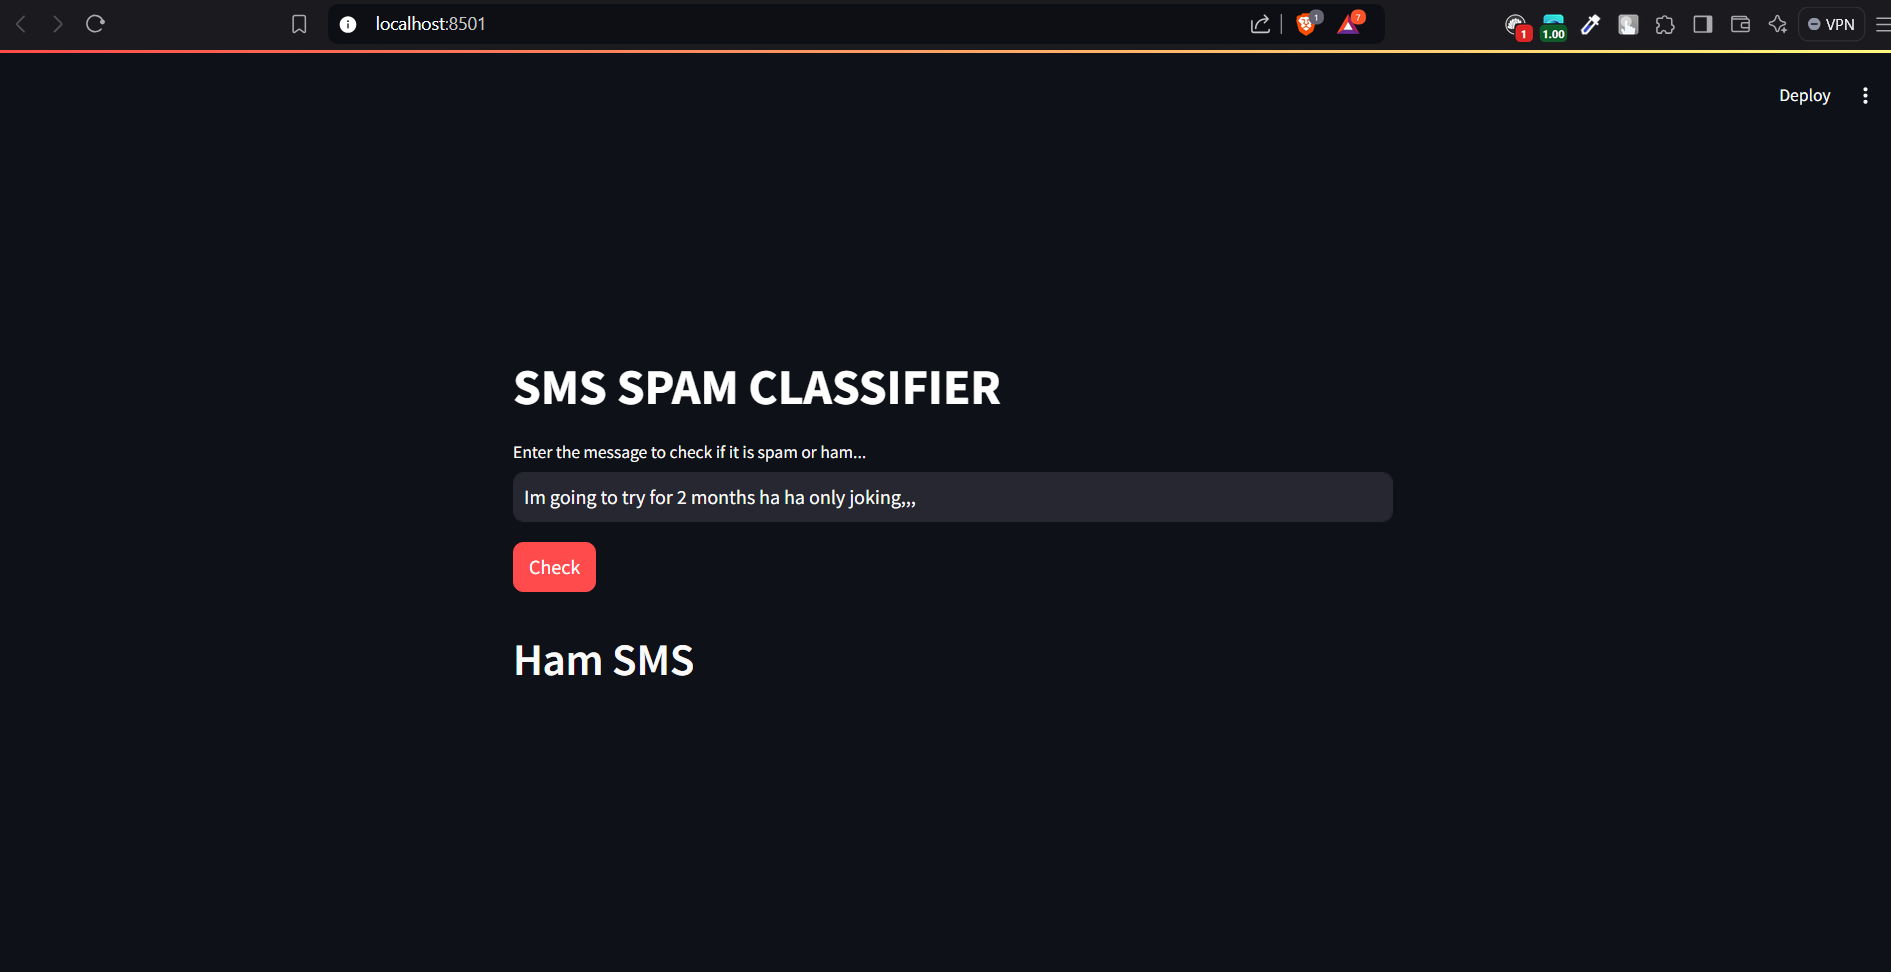 localhost:8501
1
7
1
1.00
VPN
Deploy
SMS SPAM CLASSIFIER
Enter the message to check if it is spam or ham...
Im going to try for 2 months ha ha only joking,,,
Check
Ham SMS